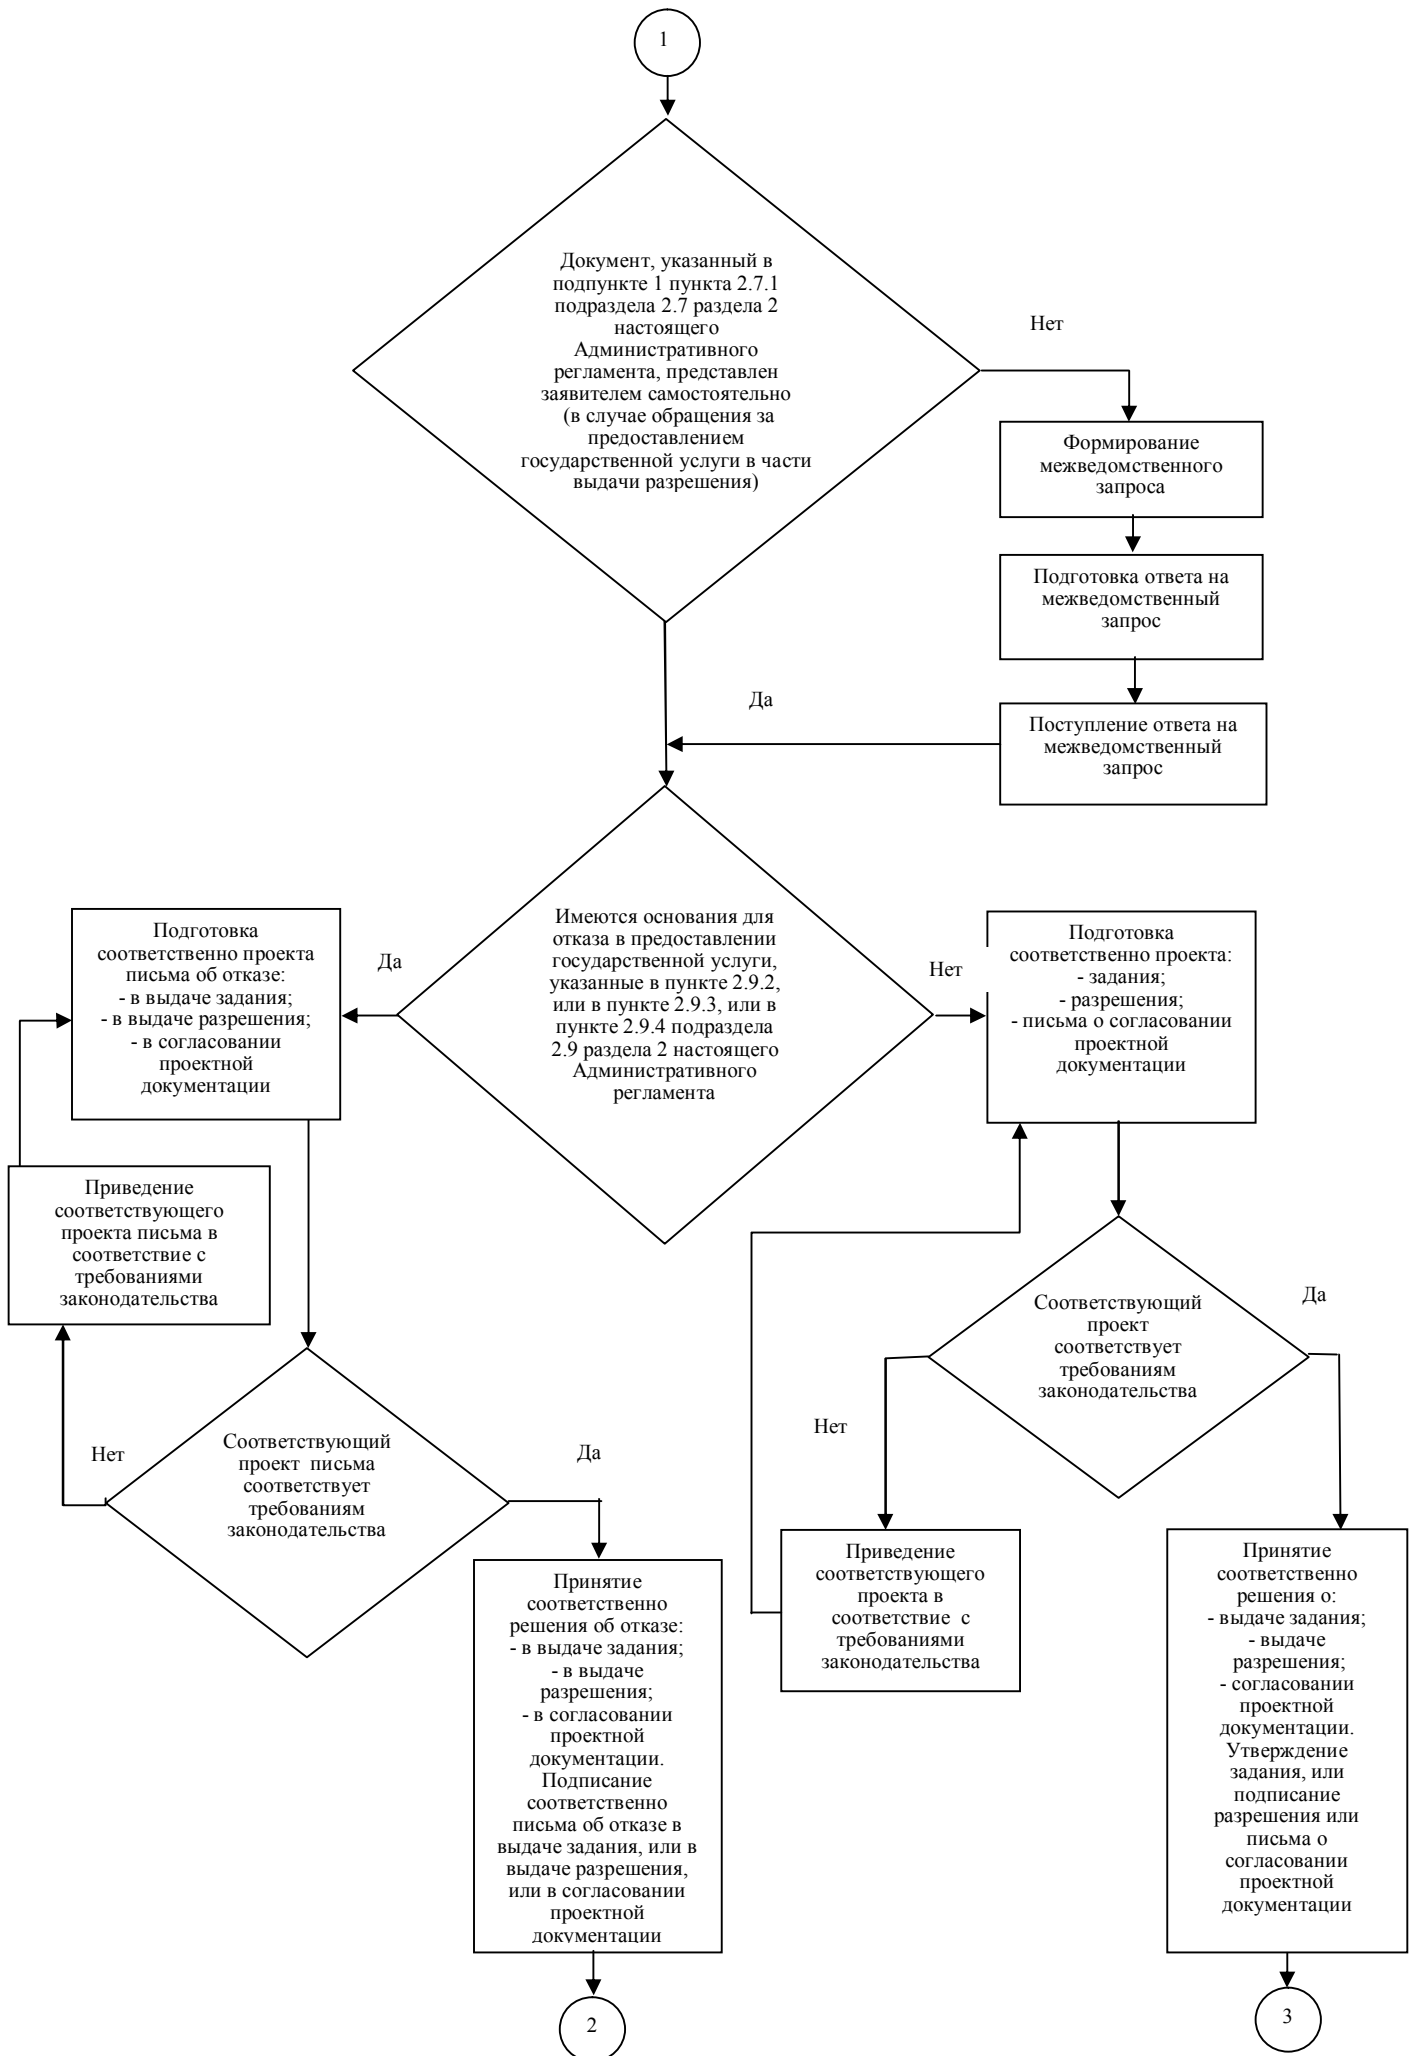 1
Документ, указанный в
подпункте 1 пункта 2.7.1
подраздела 2.7 раздела 2
настоящего
Административного
регламента, представлен
заявителем самостоятельно
(в случае обращения за
предоставлением
государственной услуги в части
выдачи разрешения)
Нет
Формирование
межведомственного
запроса
Подготовка ответа на
межведомственный
запрос
Да
Поступление ответа на
межведомственный
запрос
Подготовка
соответственно проекта
письма об отказе:
- в выдаче задания;
- в выдаче разрешения;
- в согласовании
проектной
документации
Да
Имеются основания для
отказа в предоставлении
государственной услуги,
указанные в пункте 2.9.2,
или в пункте 2.9.3, или в
пункте 2.9.4 подраздела
2.9 раздела 2 настоящего
Административного
регламента
Нет
Подготовка
соответственно проекта:
- задания;
- разрешения;
- письма о согласовании
проектной
документации
Приведение
соответствующего
проекта письма в
соответствие с
требованиями
законодательства
Соответствующий
проект
соответствует
требованиям
законодательства
Да
Нет
Нет
Соответствующий
проект  письма
соответствует
требованиям
законодательства
Да
Принятие
соответственно
решения об отказе:
- в выдаче задания;
- в выдаче
разрешения;
- в согласовании
проектной
документации.
Подписание
соответственно
письма об отказе в
выдаче задания, или в
выдаче разрешения,
или в согласовании
проектной
документации
Приведение
соответствующего
проекта в
соответствие  с
требованиями
законодательства
Принятие
соответственно
решения о:
- выдаче задания;
- выдаче
разрешения;
- согласовании
проектной
документации.
Утверждение
задания, или
подписание
разрешения или
письма о
согласовании
проектной
документации
2
3